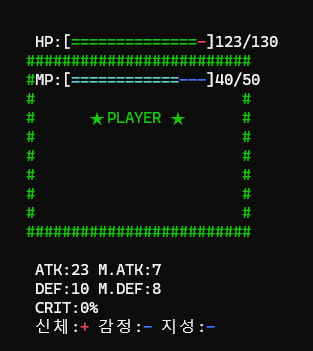 HP:[==============-]123/130
#########################
#MP:[============---]40/50
#                       #
#      ★PLAYER ★      #
#                       #
#                       #
#                       #
#                       #
#                       #
#########################
ATK:23 M.ATK:7
DEF:10 M.DEF:8
CRIT:0%
신체:+ 감정:- 지성:-